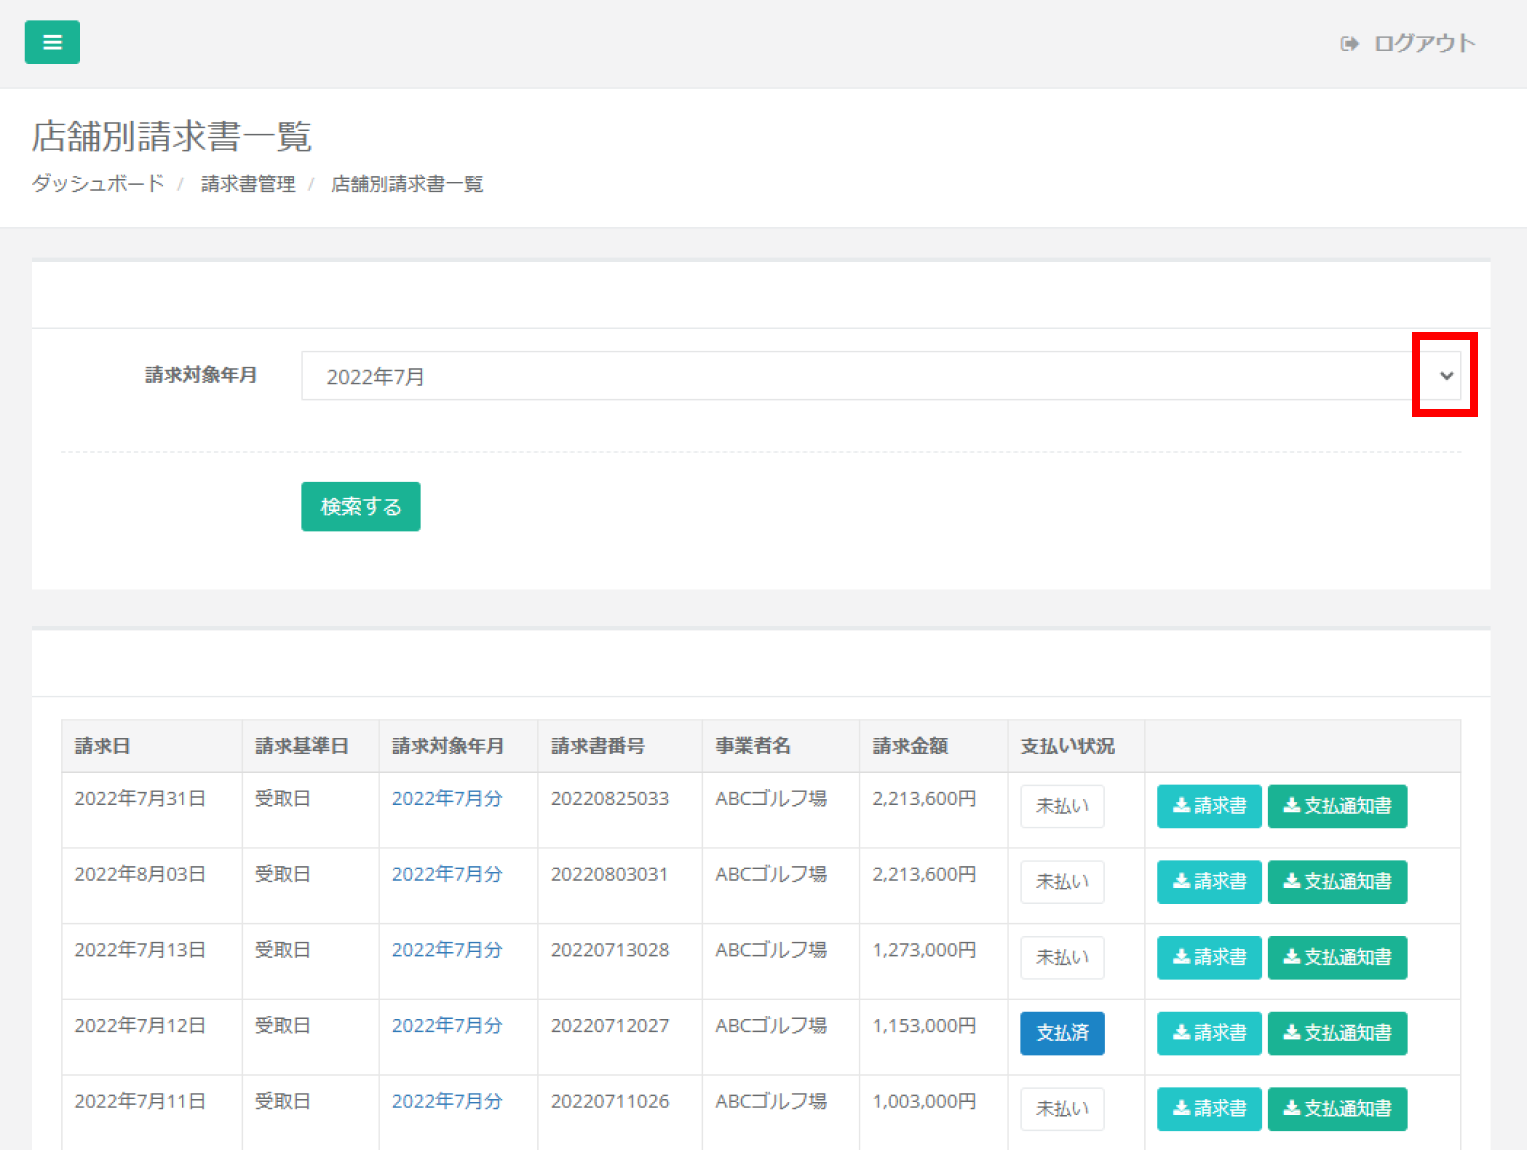 ログアウト
店舗別請求書一覧
ダッシュボード / 請求書管理 / 店舗別請求書一覧
請求対象年月 2022年7月
検索する
請求日 請求基準日 請求対象年月 請求書番号 事業者名 請求金額 支払い状況
2022年7月31日 受取日 2022年7月分 20220825033 ABCゴルフ場 2,213,600円 未払い 請求書 支払通知書
2022年8月03日 受取日 2022年7月分 20220803031 ABCゴルフ場 2,213,600円 未払い 請求書 支払通知書
2022年7月13日 受取日 2022年7月分 20220713028 ABCゴルフ場 1,273,000円 未払い 請求書 支払通知書
2022年7月12日 受取日 2022年7月分 20220712027 ABCゴルフ場 1,153,000円 支払済 請求書 支払通知書
2022年7月11日 受取日 2022年7月分 20220711026 ABCゴルフ場 1,003,000円 未払い 請求書 支払通知書